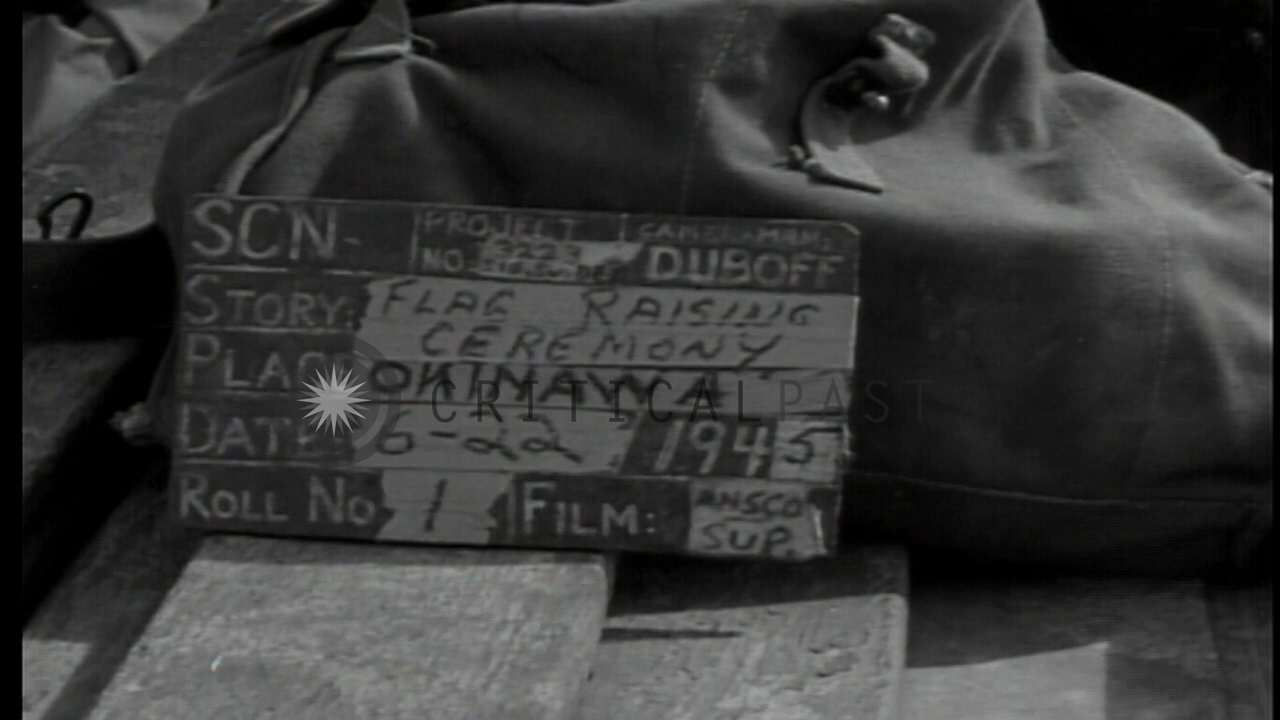 SCN- PROJECT CAMERAMAN:
NO. DUBOFF
STORY: FLAG RAISING
CEREMONY
PLACE OKINAWA
CRITICALPAST
DATE: 6-22 1945
ROLL NO 1 FILM: ANSCO
SUP.